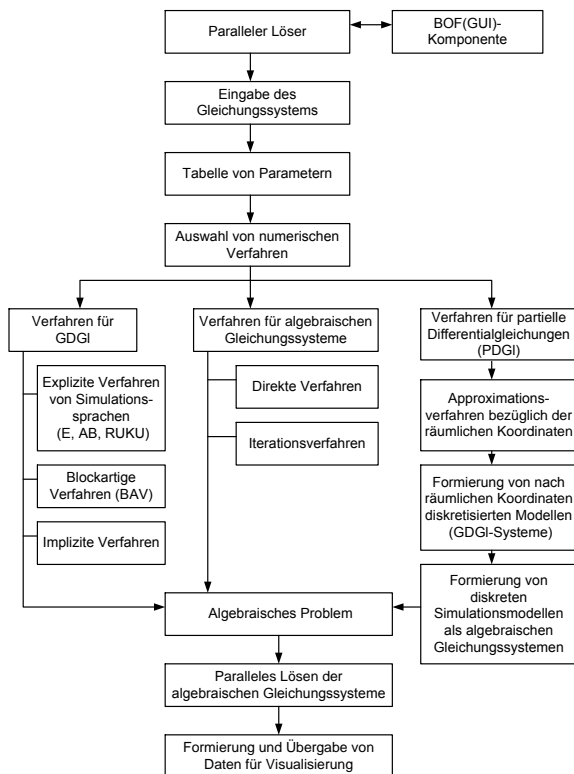 Paralleler Löser
BOF(GUI)-
Komponente
Eingabe des
Gleichungssystems
Tabelle von Parametern
Auswahl von numerischen
Verfahren
Verfahren für
GDGl
Verfahren für algebraischen
Gleichungssysteme
Verfahren für partielle
Differentialgleichungen
(PDGl)
Explizite Verfahren
von Simulations-
sprachen
(E, AB, RUKU)
Blockartige
Verfahren (BAV)
Implizite Verfahren
Direkte Verfahren
Iterationsverfahren
Approximations-
verfahren bezüglich der
räumlichen Koordinaten
Formierung von nach
räumlichen Koordinaten
diskretisierten Modellen
(GDGl-Systeme)
Formierung von
diskreten
Simulationsmodellen
als algebraischen
Gleichungssystemen
Algebraisches Problem
Paralleles Lösen der
algebraischen Gleichungssysteme
Formierung und Übergabe von
Daten für Visualisierung